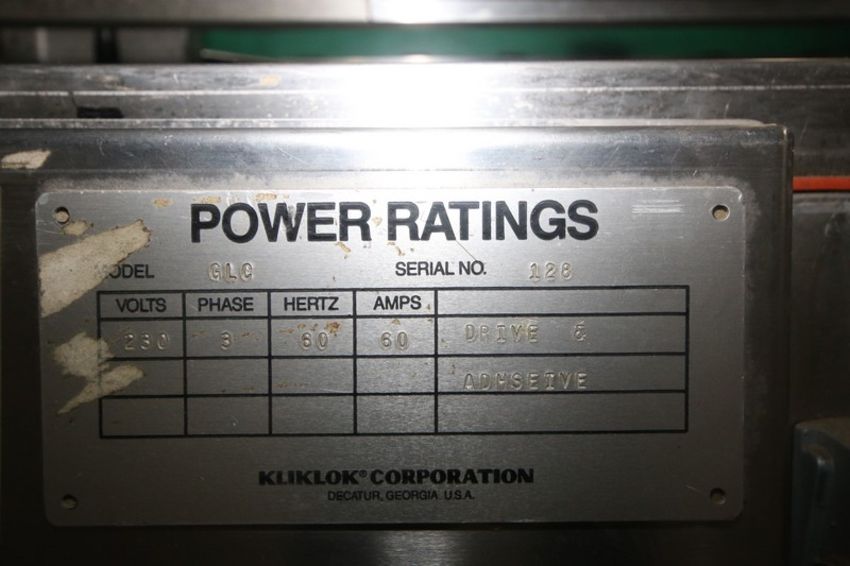 POWER RATINGS
MODEL GLC SERIAL NO. 128
VOLTS PHASE HERTZ AMPS
230 3 60 60 DRIVE &
ADHSEIVE
KLIKLOK® CORPORATION
DECATUR, GEORGIA U.S.A.